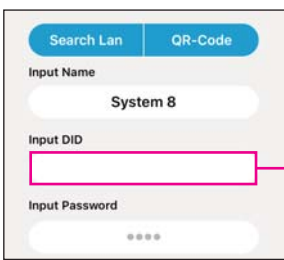 Search Lan QR-Code
Input Name
System 8
Input DID
Input Password
••••